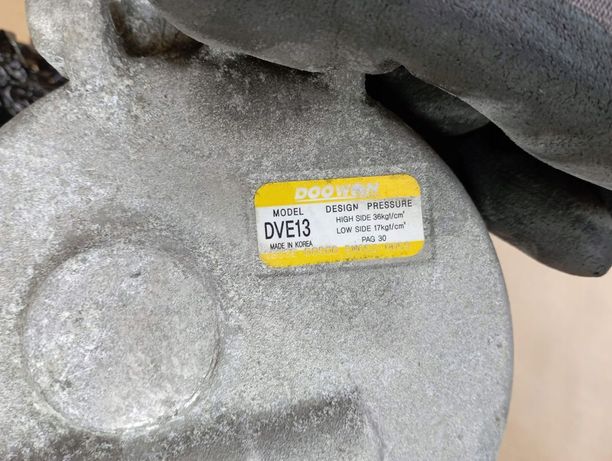 DOOWON
MODEL DESIGN PRESSURE
DVE13 HIGH SIDE 36kgf/cm²
LOW SIDE 17kgf/cm²
MADE IN KOREA PAG 30